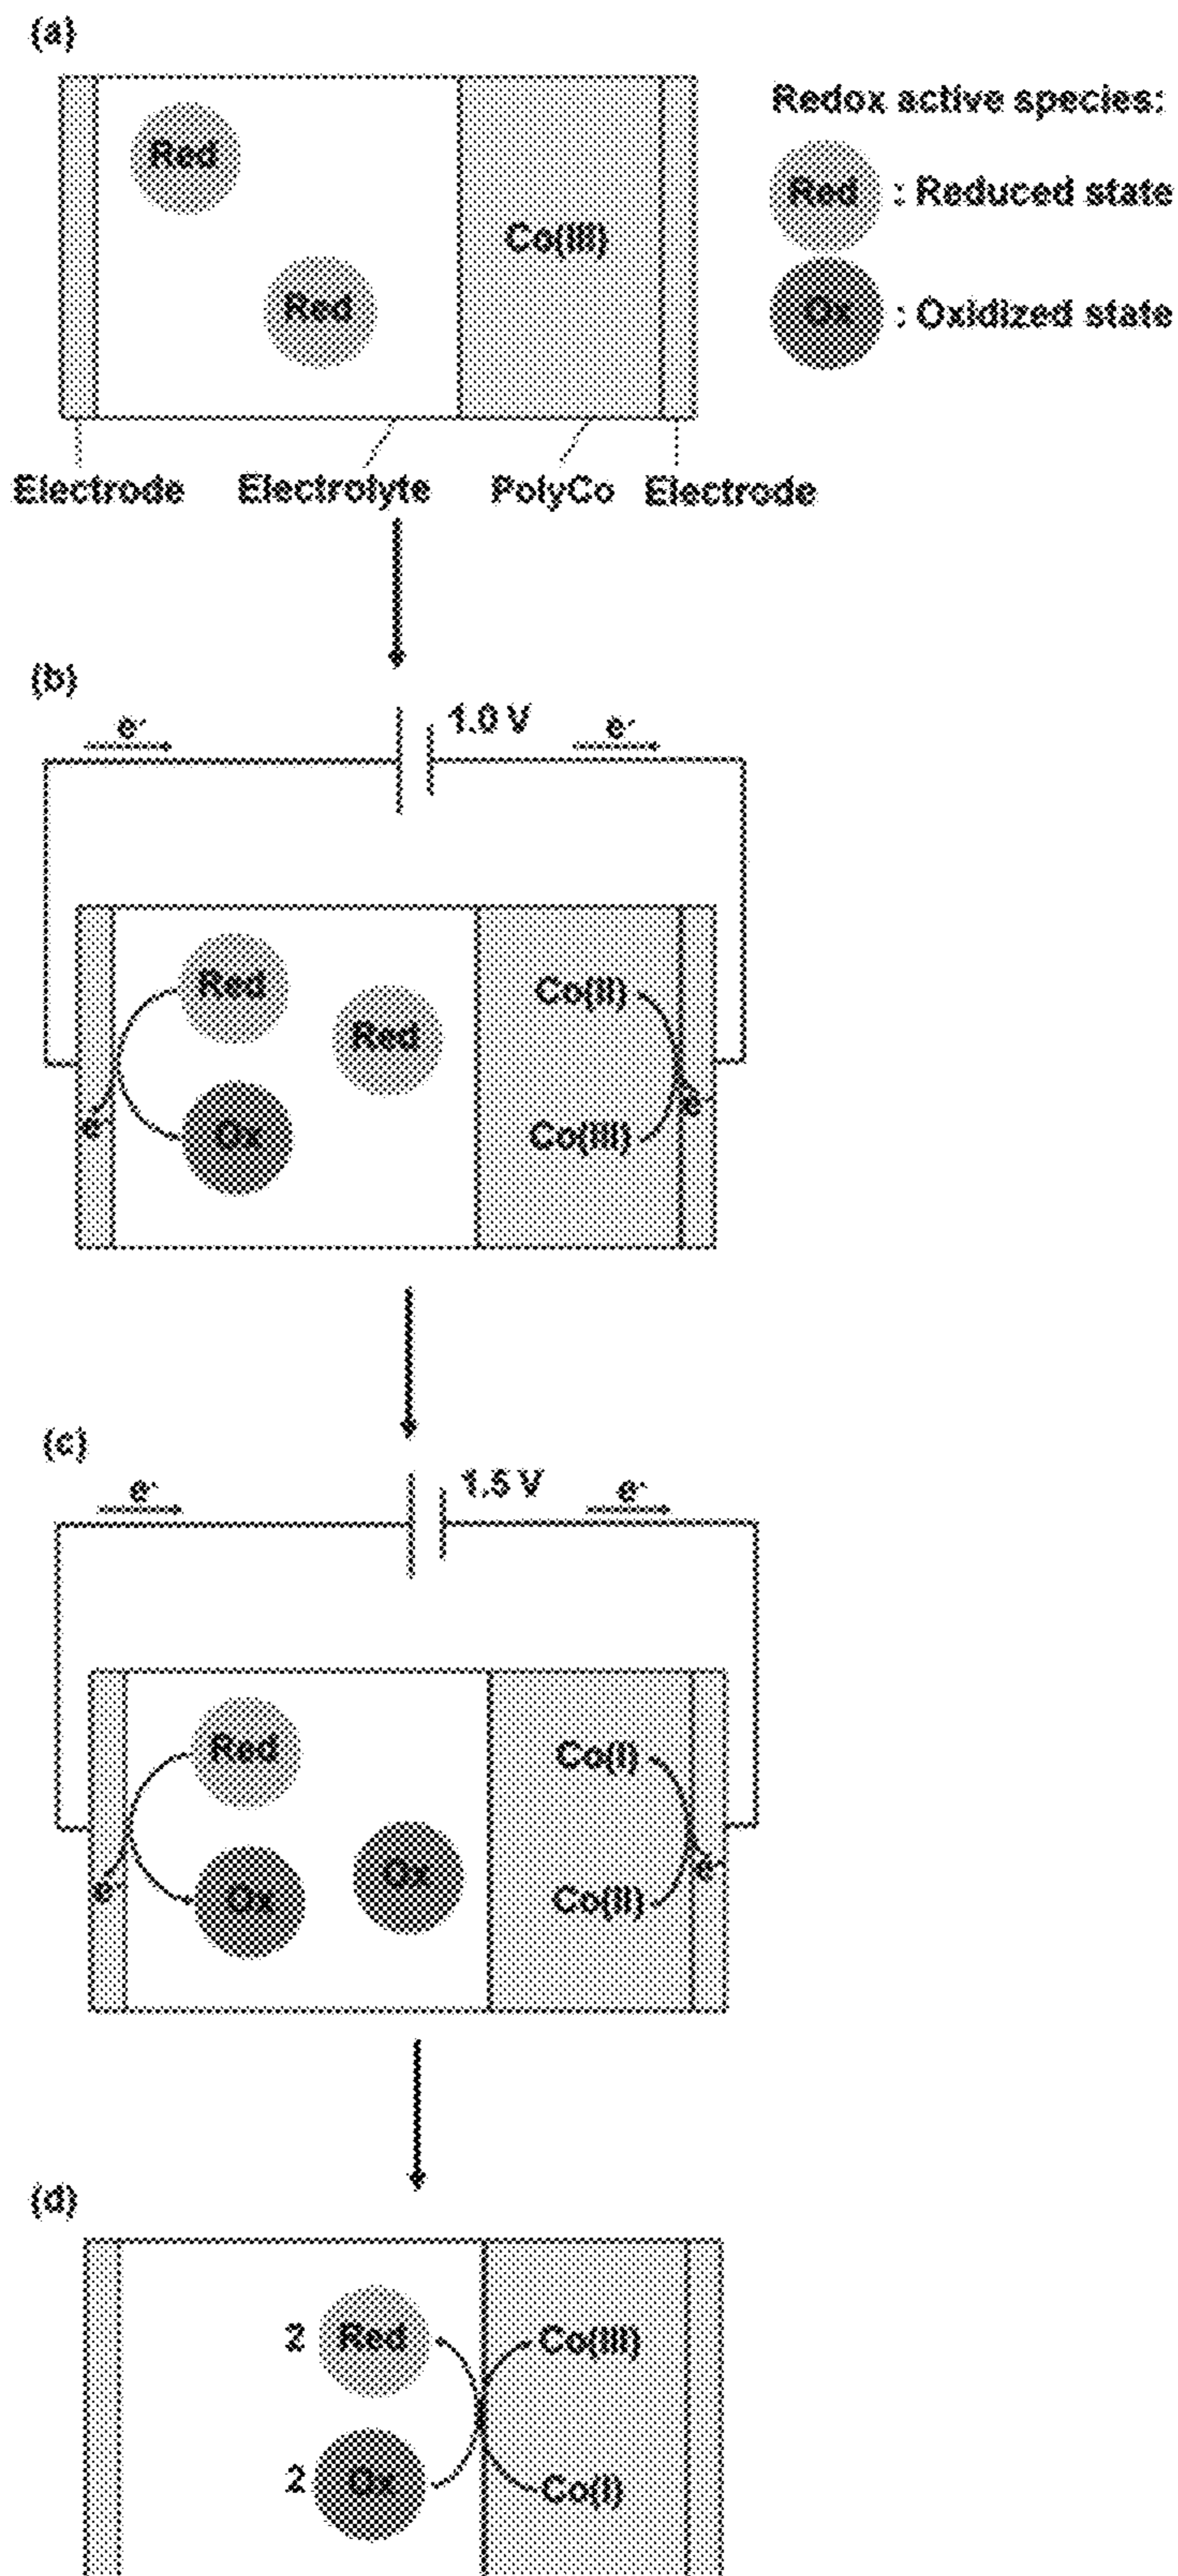 (a)
Red
Red
Co(III)
Redox active species:
Red : Reduced state
Ox : Oxidized state
Electrode Electrolyte PolyCo Electrode
(b)
e- 1.0 V e-
Red
Red
Ox
Co(II)
Co(III)
e-
e-
(c)
e- 1.5 V e-
Red
Ox
Ox
Co(I)
Co(II)
e-
e-
(d)
2 Red Co(III)
2 Ox Co(I)